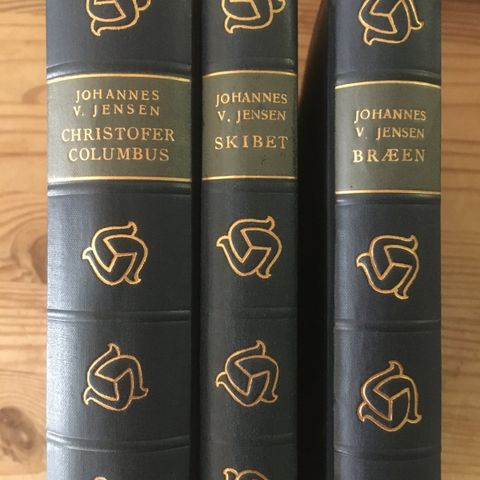 JOHANNES
V. JENSEN
CHRISTOFER
COLUMBUS
JOHANNES
V. JENSEN
SKIBET
JOHANNES
V. JENSEN
BRÆEN